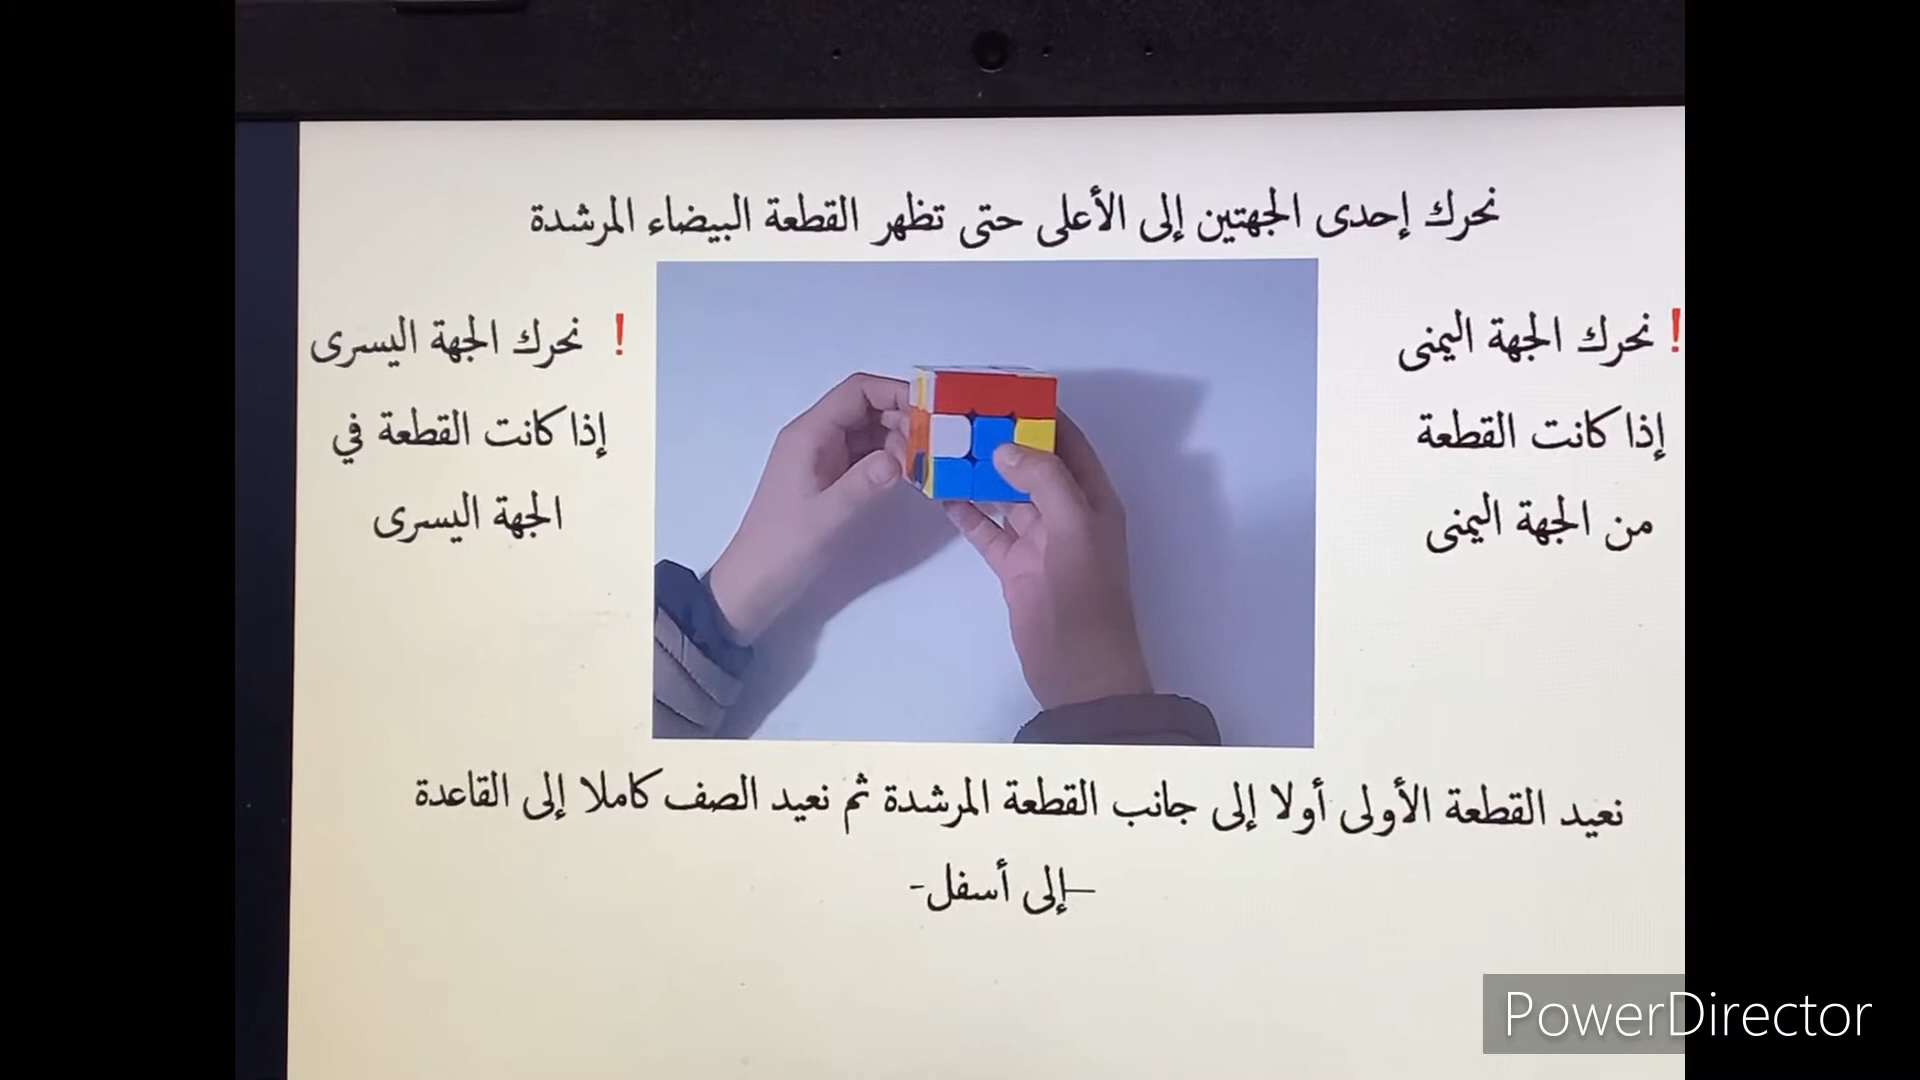 نحرك إحدى الجهتين إلى الأعلى حتى تظهر القطعة البيضاء المرشدة
! نحرك الجهة اليمنى
إذا كانت القطعة
من الجهة اليمنى
! نحرك الجهة اليسرى
إذا كانت القطعة في
الجهة اليسرى
نعيد القطعة الأولى أولا إلى جانب القطعة المرشدة ثم نعيد الصف كاملا إلى القاعدة
–إلى أسفل-
PowerDirector